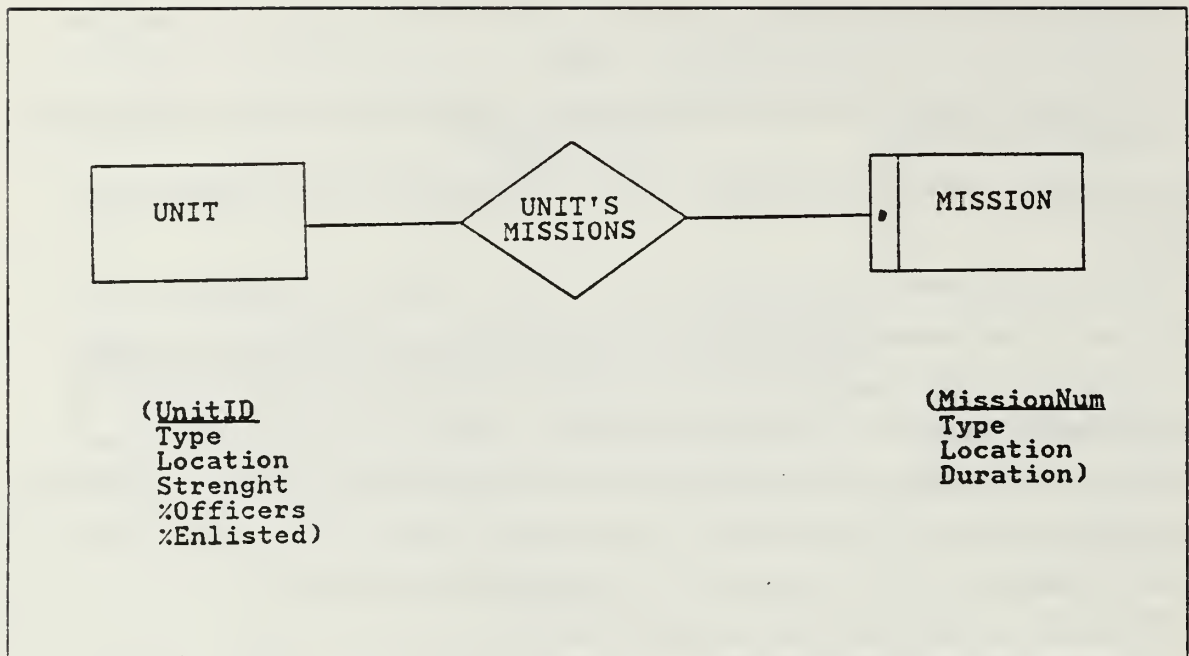 UNIT
UNIT'S
MISSIONS
MISSION
(UnitID
Type
Location
Strenght
%Officers
%Enlisted)
(MissionNum
Type
Location
Duration)